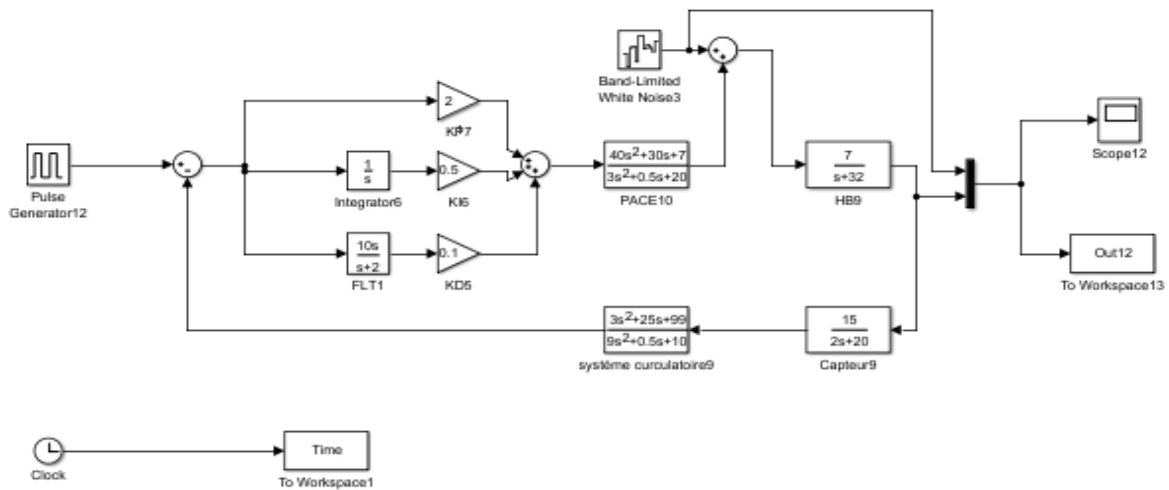 Band-Limited
White Noise3
2
KP7
Pulse
Generator12
+
-
1
s
Integrator6
0.5
KI6
+
+
+
40s²+30s+7
3s²+0.5s+20
PACE10
+
+
7
s+32
HB9
Scope12
10s
s+2
FLT1
0.1
KD5
Out12
To Workspace13
3s²+25s+99
9s²+0.5s+10
système curculatoire9
15
2s+20
Capteur9
Clock
Time
To Workspace1